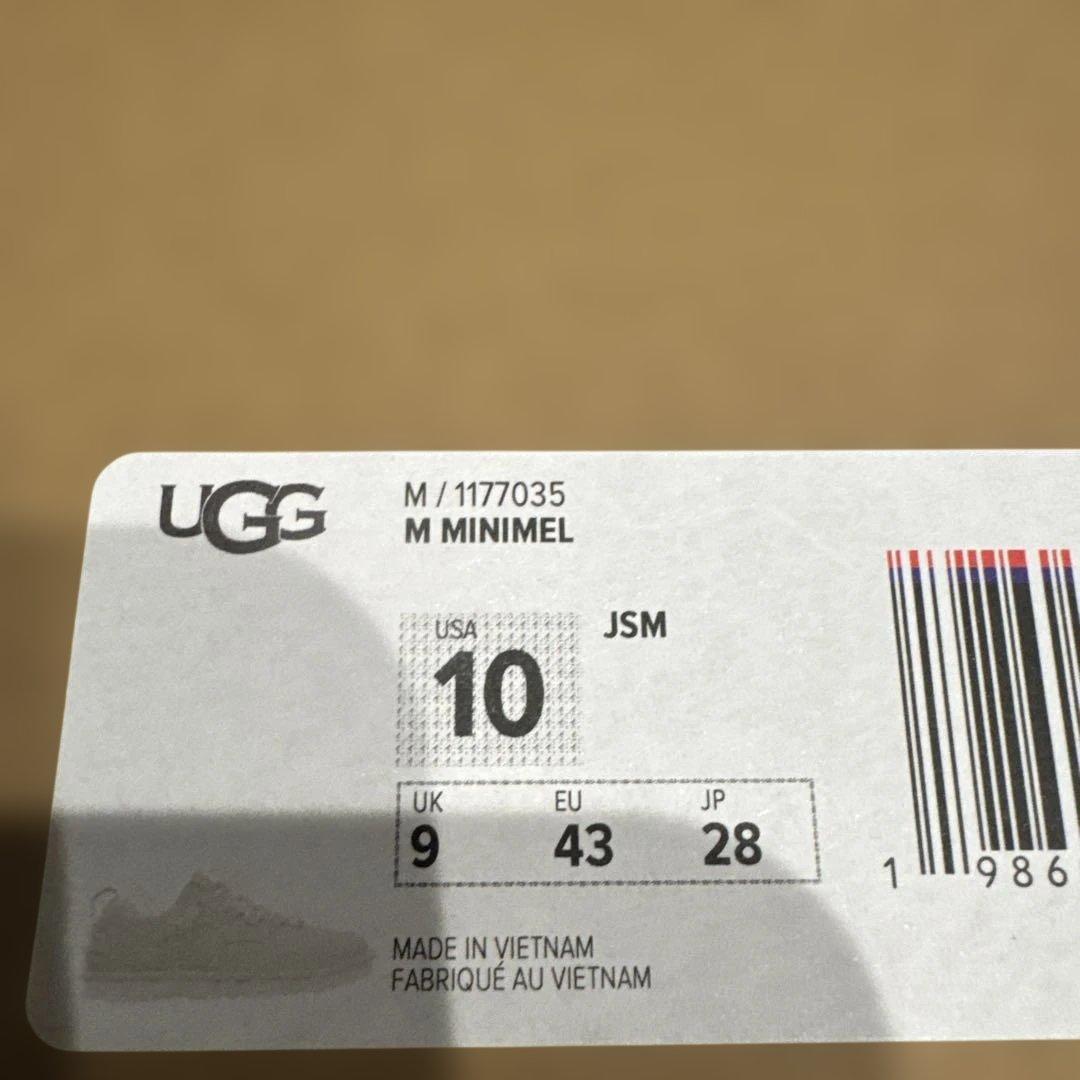 UGG
M / 1177035
M MINIMEL
USA
10
JSM
UK EU JP
9 43 28
1 986
MADE IN VIETNAM
FABRIQUÉ AU VIETNAM